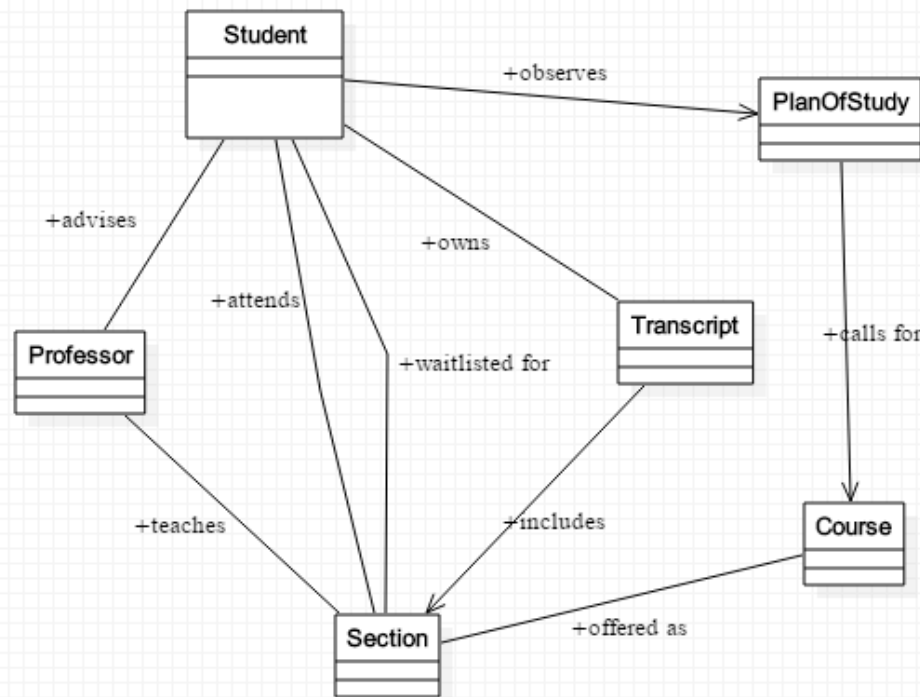 Student
+observes
PlanOfStudy
+advises
+owns
+attends
Transcript
+calls for
Professor
+waitlisted for
+teaches
+includes
Course
+offered as
Section